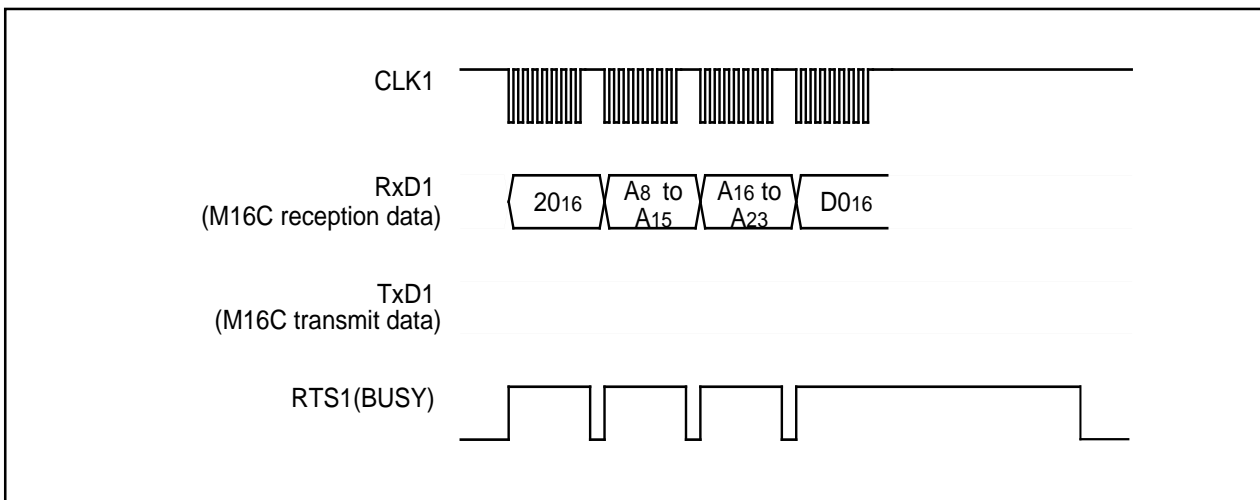 CLK1
RxD1
(M16C reception data)
2016
A8 to
A15
A16 to
A23
D016
TxD1
(M16C transmit data)
RTS1(BUSY)